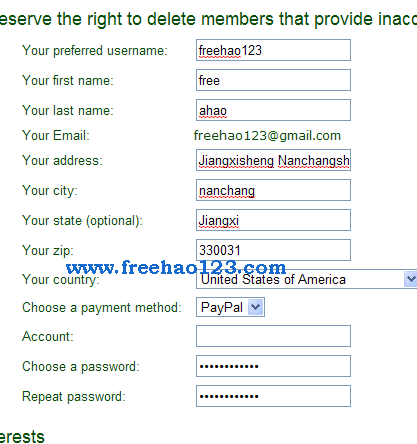 eserve the right to delete members that provide inacc
Your preferred username: freehao123
Your first name: free
Your last name: ahao
Your Email: freehao123@gmail.com
Your address: Jiangxisheng Nanchangsh
Your city: nanchang
Your state (optional): Jiangxi
Your zip: 330031
www.freehao123.com
Your country: United States of America
Choose a payment method: PayPal
Account:
Choose a password: ••••••••••••
Repeat password: ••••••••••••
erests